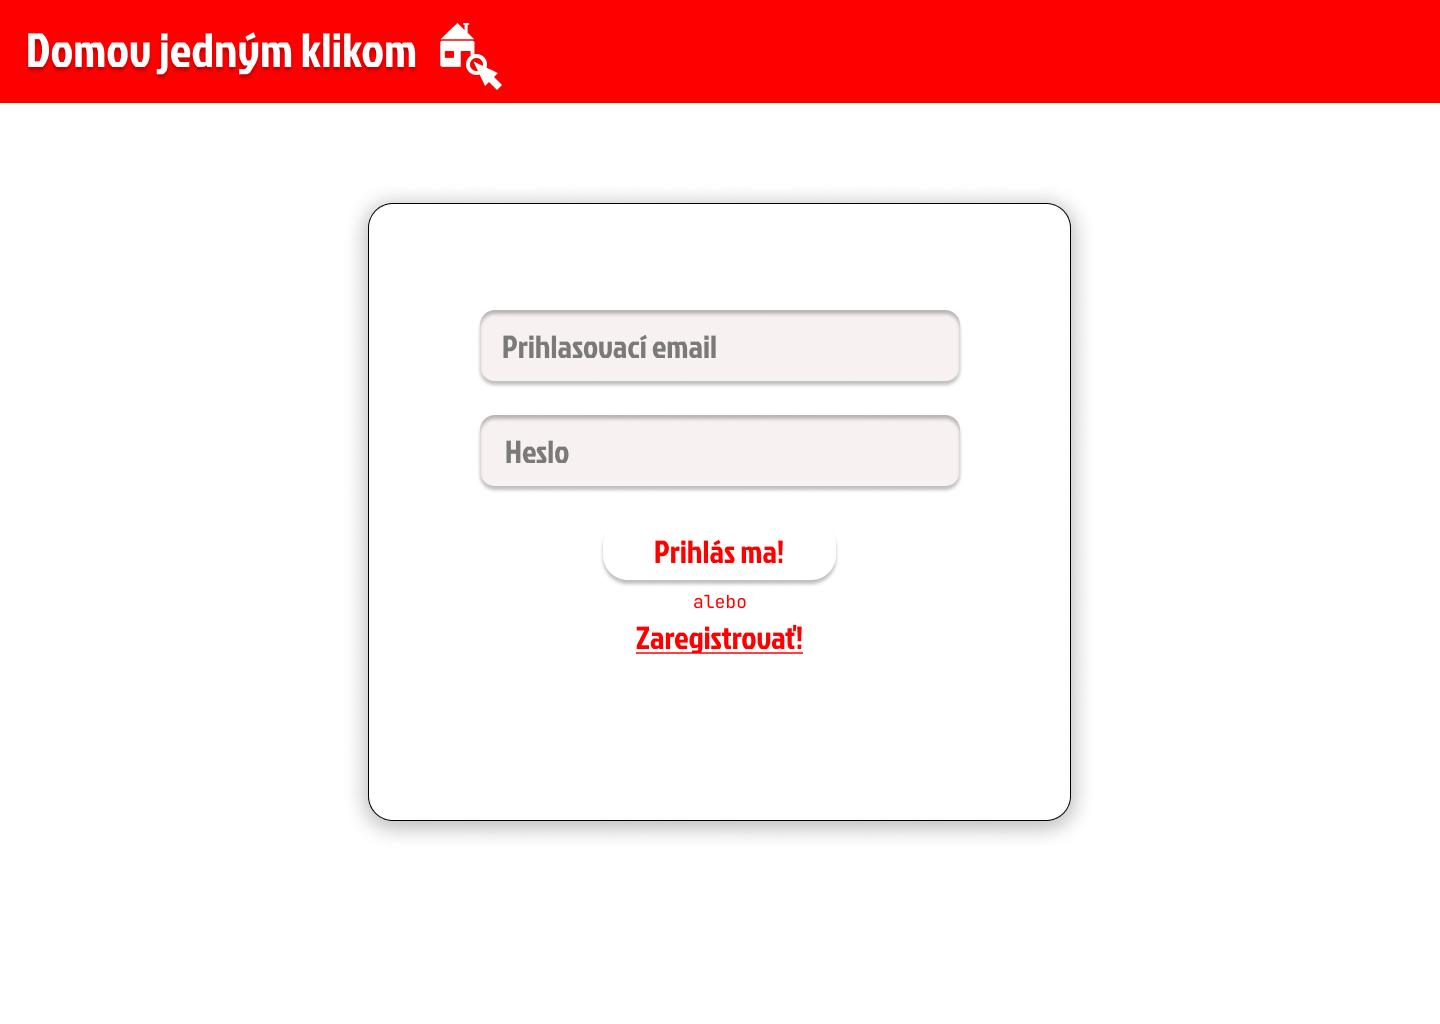 Domov jedným klikom
Prihlasovací email
Heslo
Prihlás ma!
alebo
Zaregistrovať!